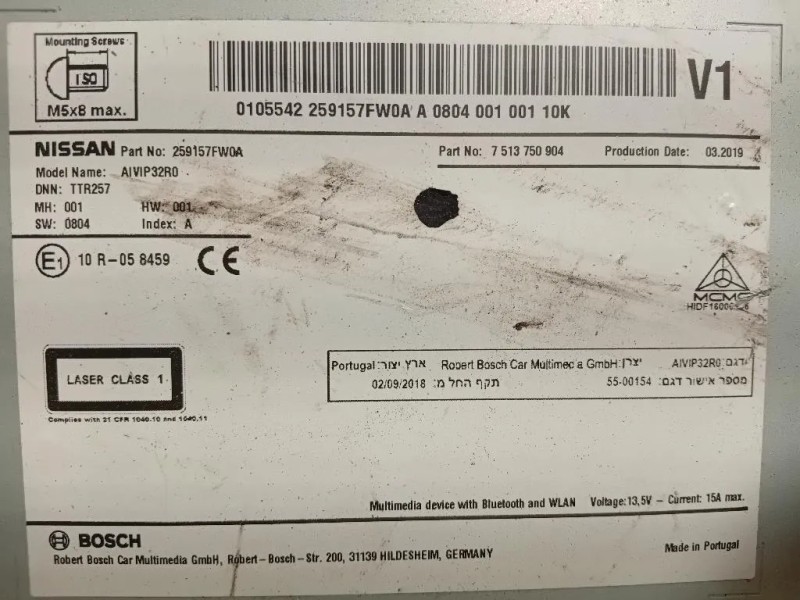 Mounting Screws
ISO
M5x8 max.
V1
0105542 259157FW0A A 0804 001 001 10K
NISSAN Part No: 259157FW0A
Part No: 7 513 750 904 Production Date: 03.2019
Model Name: AIVIP32R0
DNN: TTR257
MH: 001 HW: 001
SW: 0804 Index: A
E1 10 R-05 8459 CE
MCMC
LASER CLASS 1
Complies with 21 CFR 1040.10 and 1040.11
דגם: AIVIP32R0 יצרן: Robert Bosch Car Multimedia GmbH ארץ יצור: Portugal
מספר אישור דגם: 55-00154 תקף החל מ: 02/09/2018
Multimedia device with Bluetooth and WLAN Voltage: 13,5V - Current: 15A max.
BOSCH
Robert Bosch Car Multimedia GmbH, Robert-Bosch-Str. 200, 31139 HILDESHEIM, GERMANY
Made in Portugal